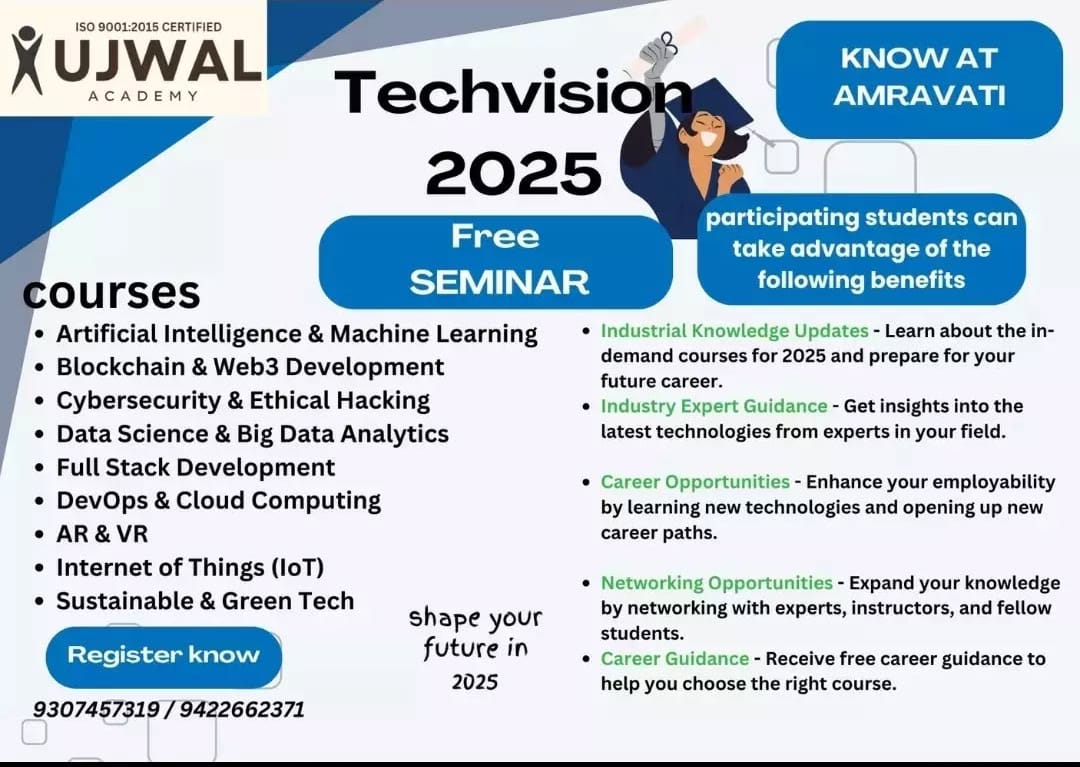 ISO 9001:2015 CERTIFIED
UJWAL
ACADEMY
Techvision
2025
Free
SEMINAR
KNOW AT
AMRAVATI
participating students can
take advantage of the
following benefits
courses
• Artificial Intelligence & Machine Learning
• Blockchain & Web3 Development
• Cybersecurity & Ethical Hacking
• Data Science & Big Data Analytics
• Full Stack Development
• DevOps & Cloud Computing
• AR & VR
• Internet of Things (IoT)
• Sustainable & Green Tech
Register know
9307457319 / 9422662371
shape your
future in
2025
• Industrial Knowledge Updates - Learn about the in-
demand courses for 2025 and prepare for your
future career.
• Industry Expert Guidance - Get insights into the
latest technologies from experts in your field.
• Career Opportunities - Enhance your employability
by learning new technologies and opening up new
career paths.
• Networking Opportunities - Expand your knowledge
by networking with experts, instructors, and fellow
students.
• Career Guidance - Receive free career guidance to
help you choose the right course.